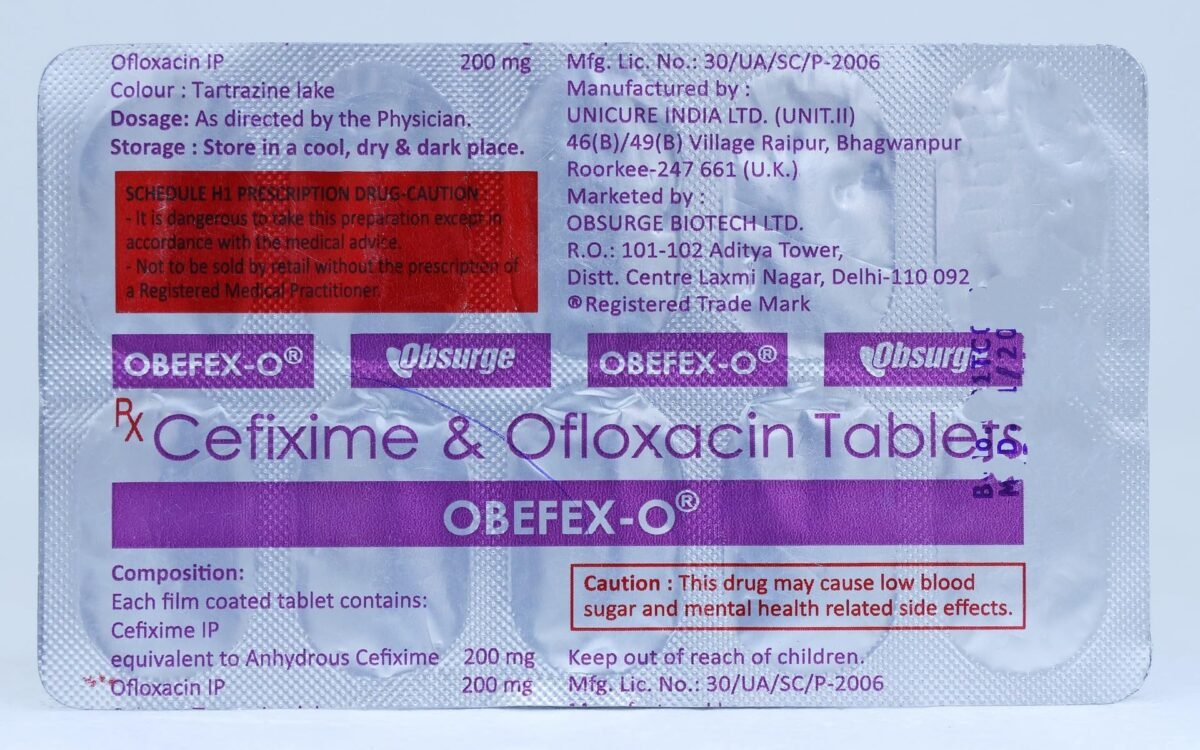 Ofloxacin IP 200 mg
Colour : Tartrazine lake
Dosage: As directed by the Physician.
Storage : Store in a cool, dry & dark place.
SCHEDULE H1 PRESCRIPTION DRUG-CAUTION
- It is dangerous to take this preparation except in
accordance with the medical advice.
- Not to be sold by retail without the prescription of
a Registered Medical Practitioner.
Mfg. Lic. No.: 30/UA/SC/P-2006
Manufactured by :
UNICURE INDIA LTD. (UNIT.II)
46(B)/49(B) Village Raipur, Bhagwanpur
Roorkee-247 661 (U.K.)
Marketed by :
OBSURGE BIOTECH LTD.
R.O.: 101-102 Aditya Tower,
Distt. Centre Laxmi Nagar, Delhi-110 092
®Registered Trade Mark
OBEFEX-O® Obsurge OBEFEX-O® Obsurg
Rx Cefixime & Ofloxacin Tablets
OBEFEX-O®
Composition:
Each film coated tablet contains:
Cefixime IP
equivalent to Anhydrous Cefixime 200 mg
Ofloxacin IP 200 mg
Caution : This drug may cause low blood
sugar and mental health related side effects.
Keep out of reach of children.
Mfg. Lic. No.: 30/UA/SC/P-2006